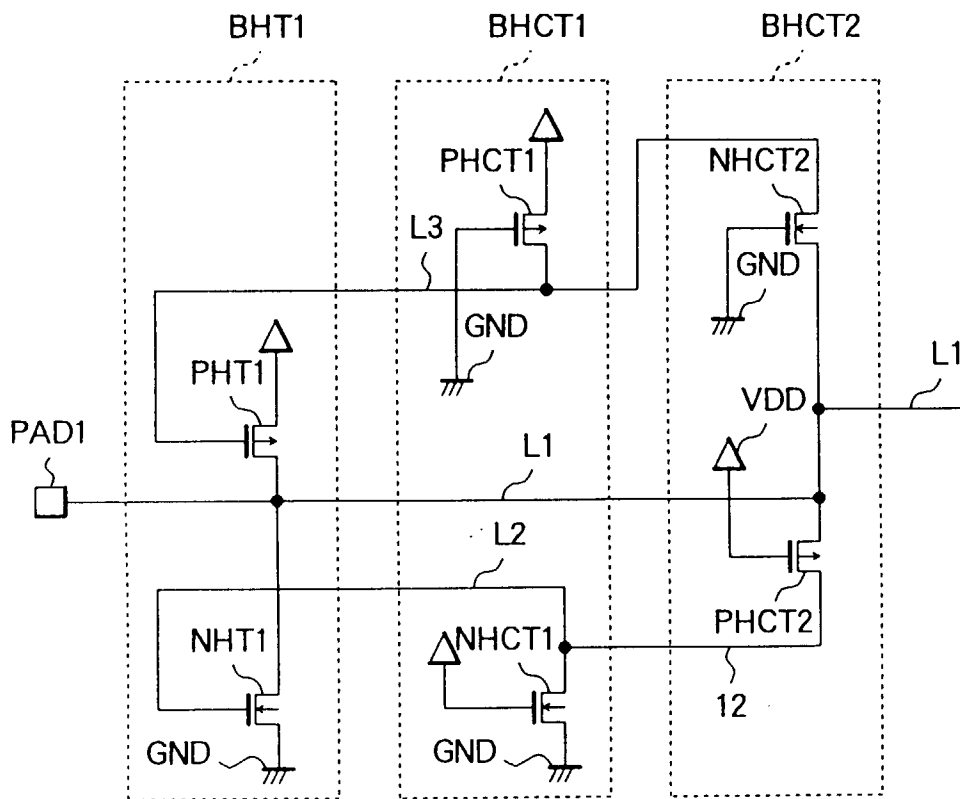 BHT1
BHCT1
BHCT2
PHCT1
NHCT2
L3
GND
GND
PHT1
VDD
L1
PAD1
L1
L2
NHT1
NHCT1
PHCT2
12
GND
GND